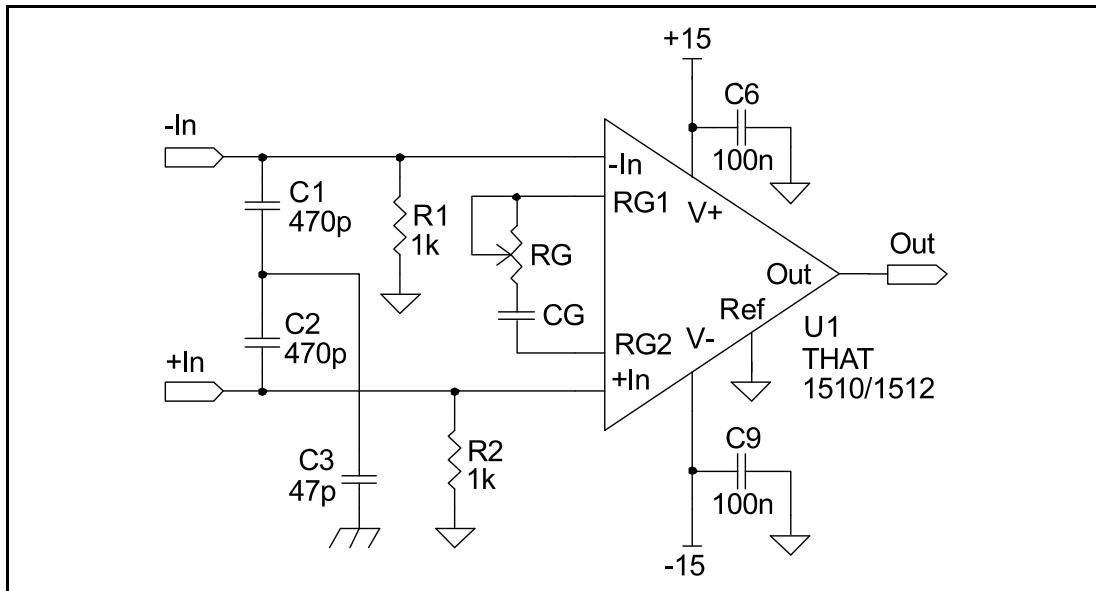 +15
C6
100n
-In
C1
470p
R1
1k
-In
RG1
V+
RG
Out
Out
CG
Ref
C2
470p
RG2
V-
U1
THAT
1510/1512
+In
+In
C3
47p
R2
1k
C9
100n
-15